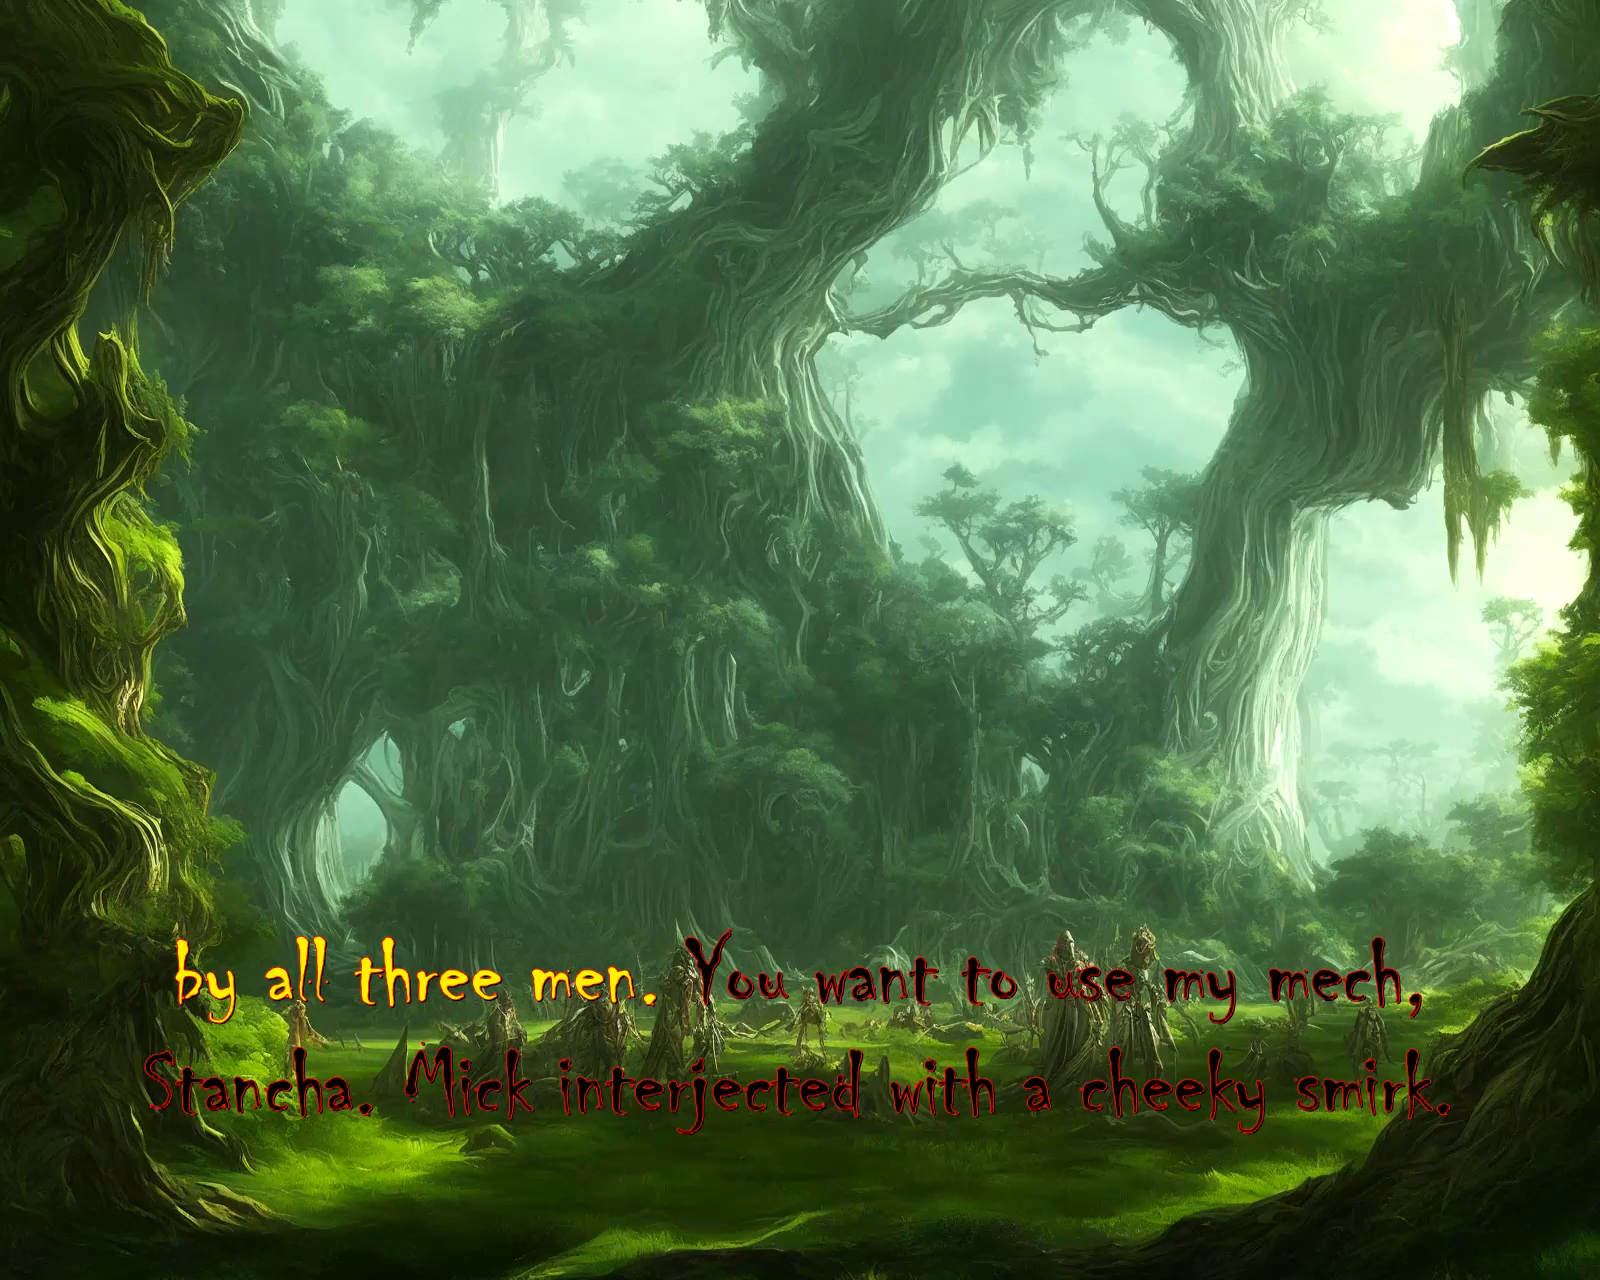 by all three men. You want to use my mech,
Stancha. Mick interjected with a cheeky smirk.